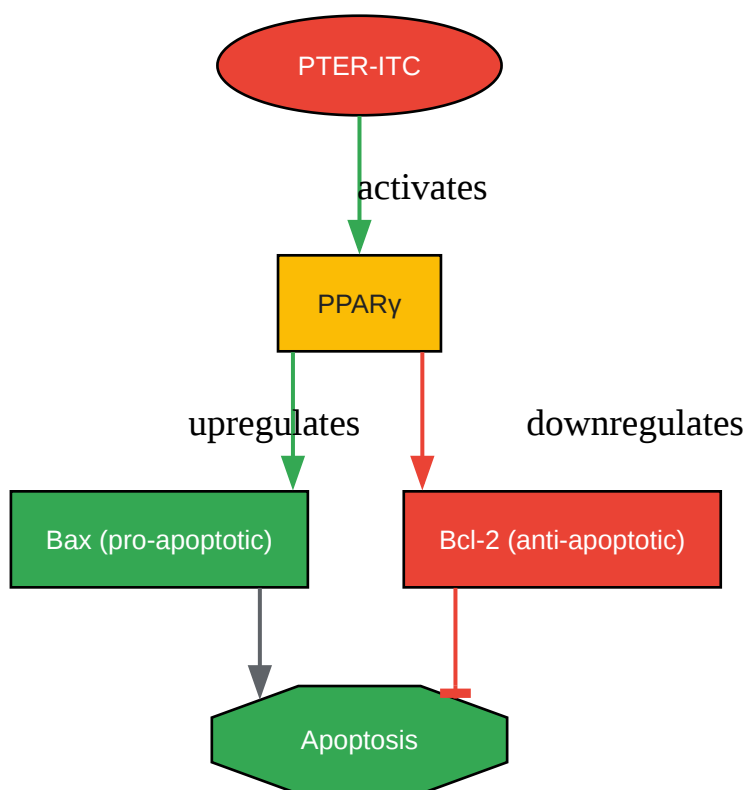 PTER-ITC
activates
PPARγ
upregulates
downregulates
Bax (pro-apoptotic)
Bcl-2 (anti-apoptotic)
Apoptosis